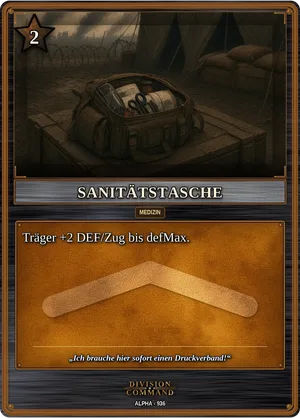 2
SANITÄTSTASCHE
MEDIZIN
Träger +2 DEF/Zug bis defMax.
„Ich brauche hier sofort einen Druckverband!“
DIVISION
COMMAND
ALPHA - 936